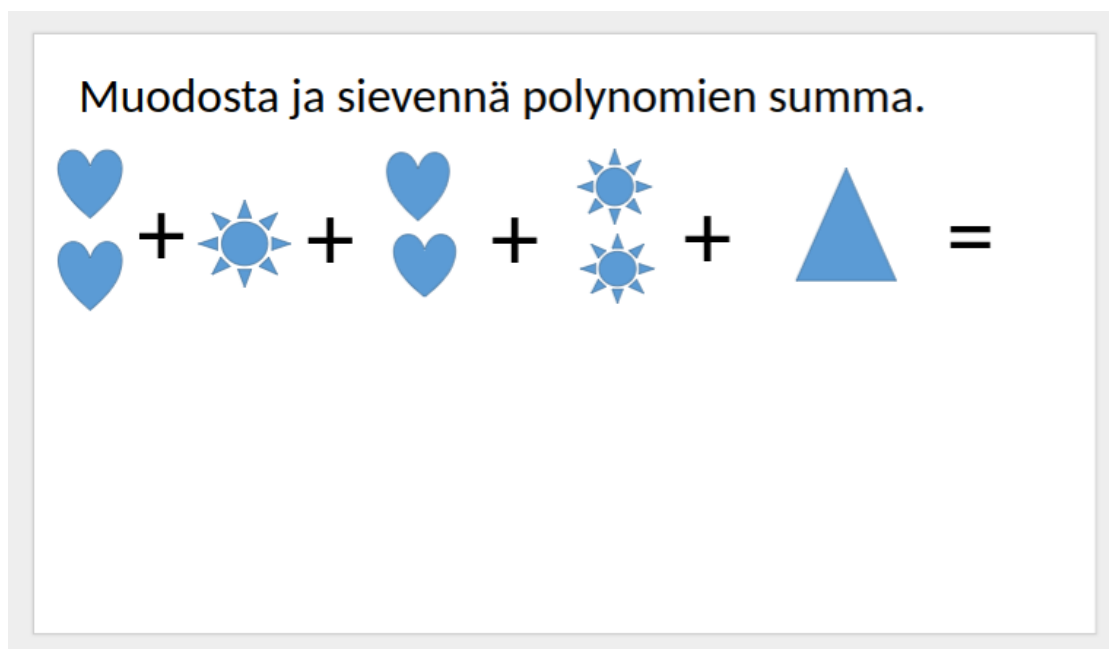 Muodosta ja sievennä polynomien summa.
+ + + + =